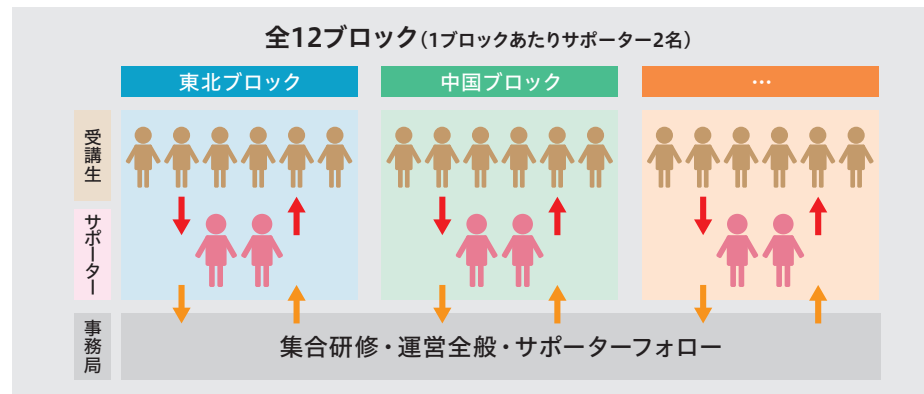 全12ブロック（1ブロックあたりサポーター2名）
東北ブロック
中国ブロック
…
受講生
サポーター
事務局
集合研修・運営全般・サポーターフォロー